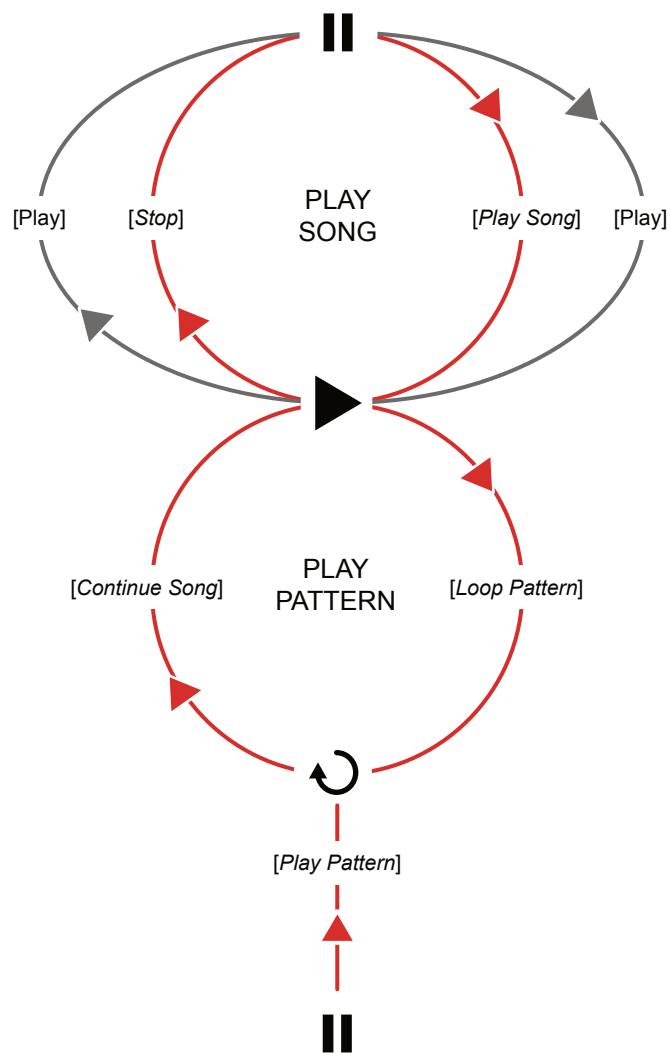 PLAY
SONG
[Play] [Stop] [Play Song] [Play]
PLAY
PATTERN
[Continue Song] [Loop Pattern]
[Play Pattern]